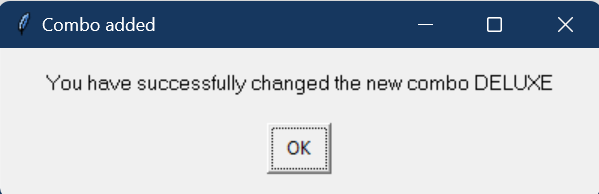 Combo added
You have successfully changed the new combo DELUXE
OK